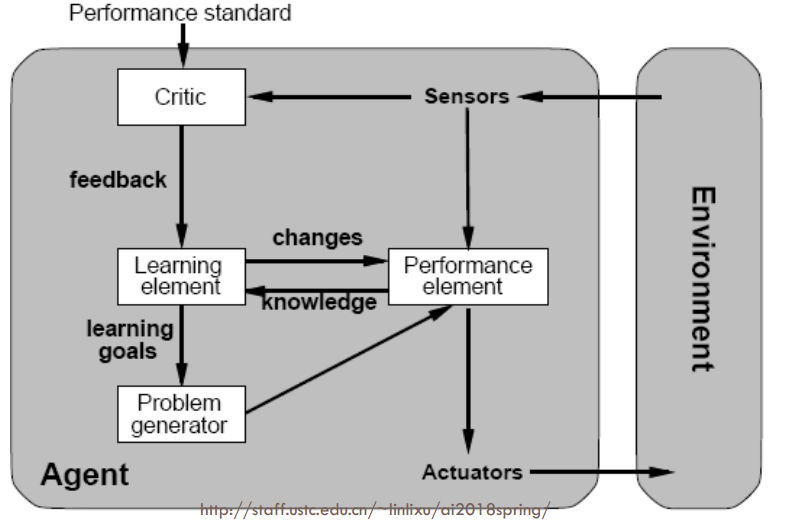 Performance standard
Critic
Sensors
feedback
changes
Learning
element
Performance
element
knowledge
learning
goals
Problem
generator
Agent
Actuators
Environment
http://staff.ustc.edu.cn/~linlixu/ai2018spring/